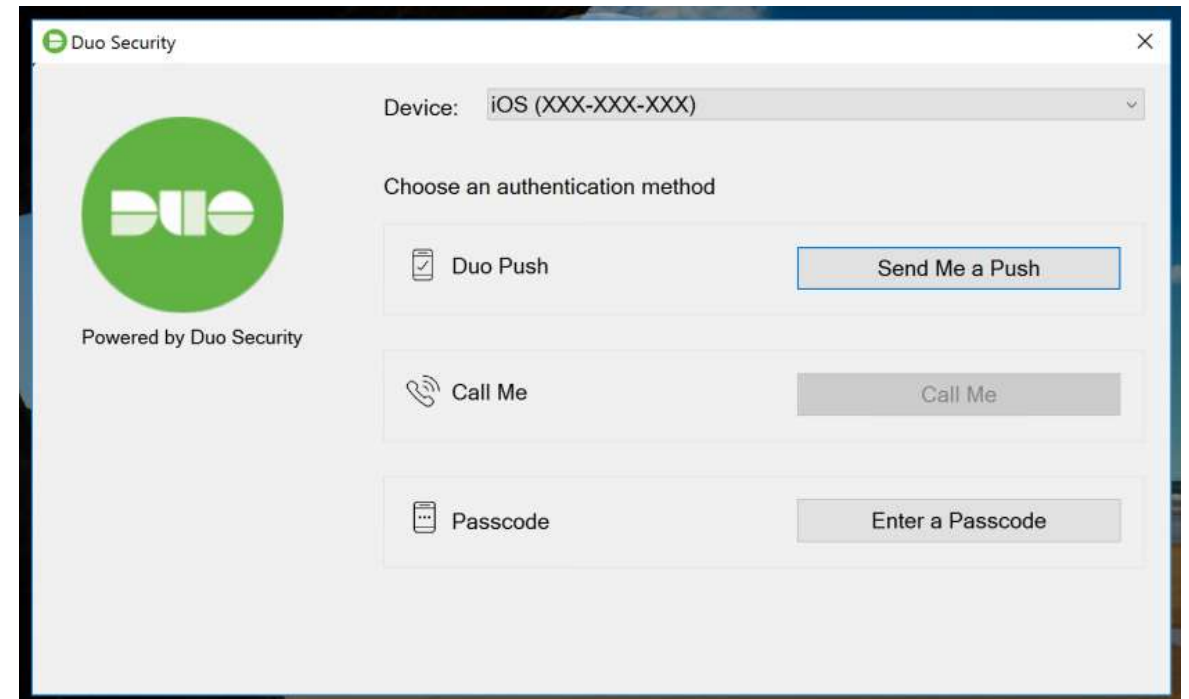 Duo Security
Device: iOS (XXX-XXX-XXX)
DUO
Powered by Duo Security
Choose an authentication method
Duo Push Send Me a Push
Call Me Call Me
Passcode Enter a Passcode